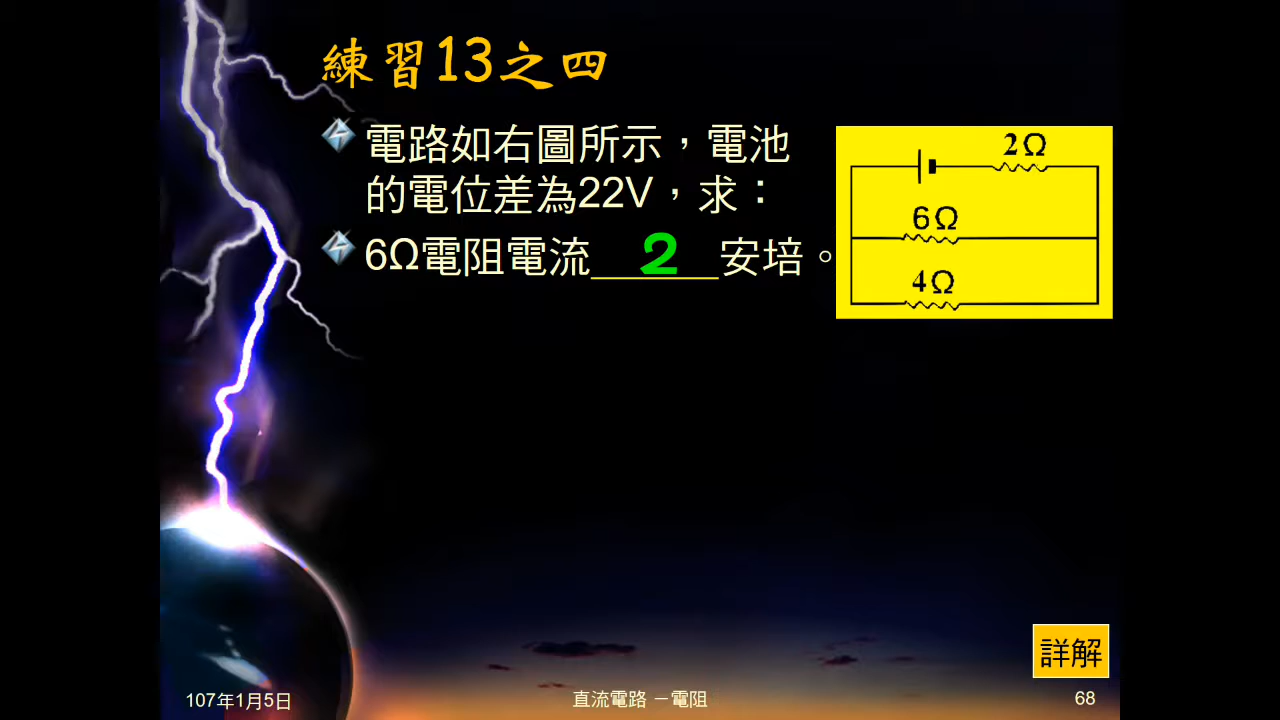 練習13之四
電路如右圖所示，電池
的電位差為22V，求：
6Ω電阻電流 2 安培。
2Ω
6Ω
4Ω
詳解
107年1月5日
直流電路 －電阻
68